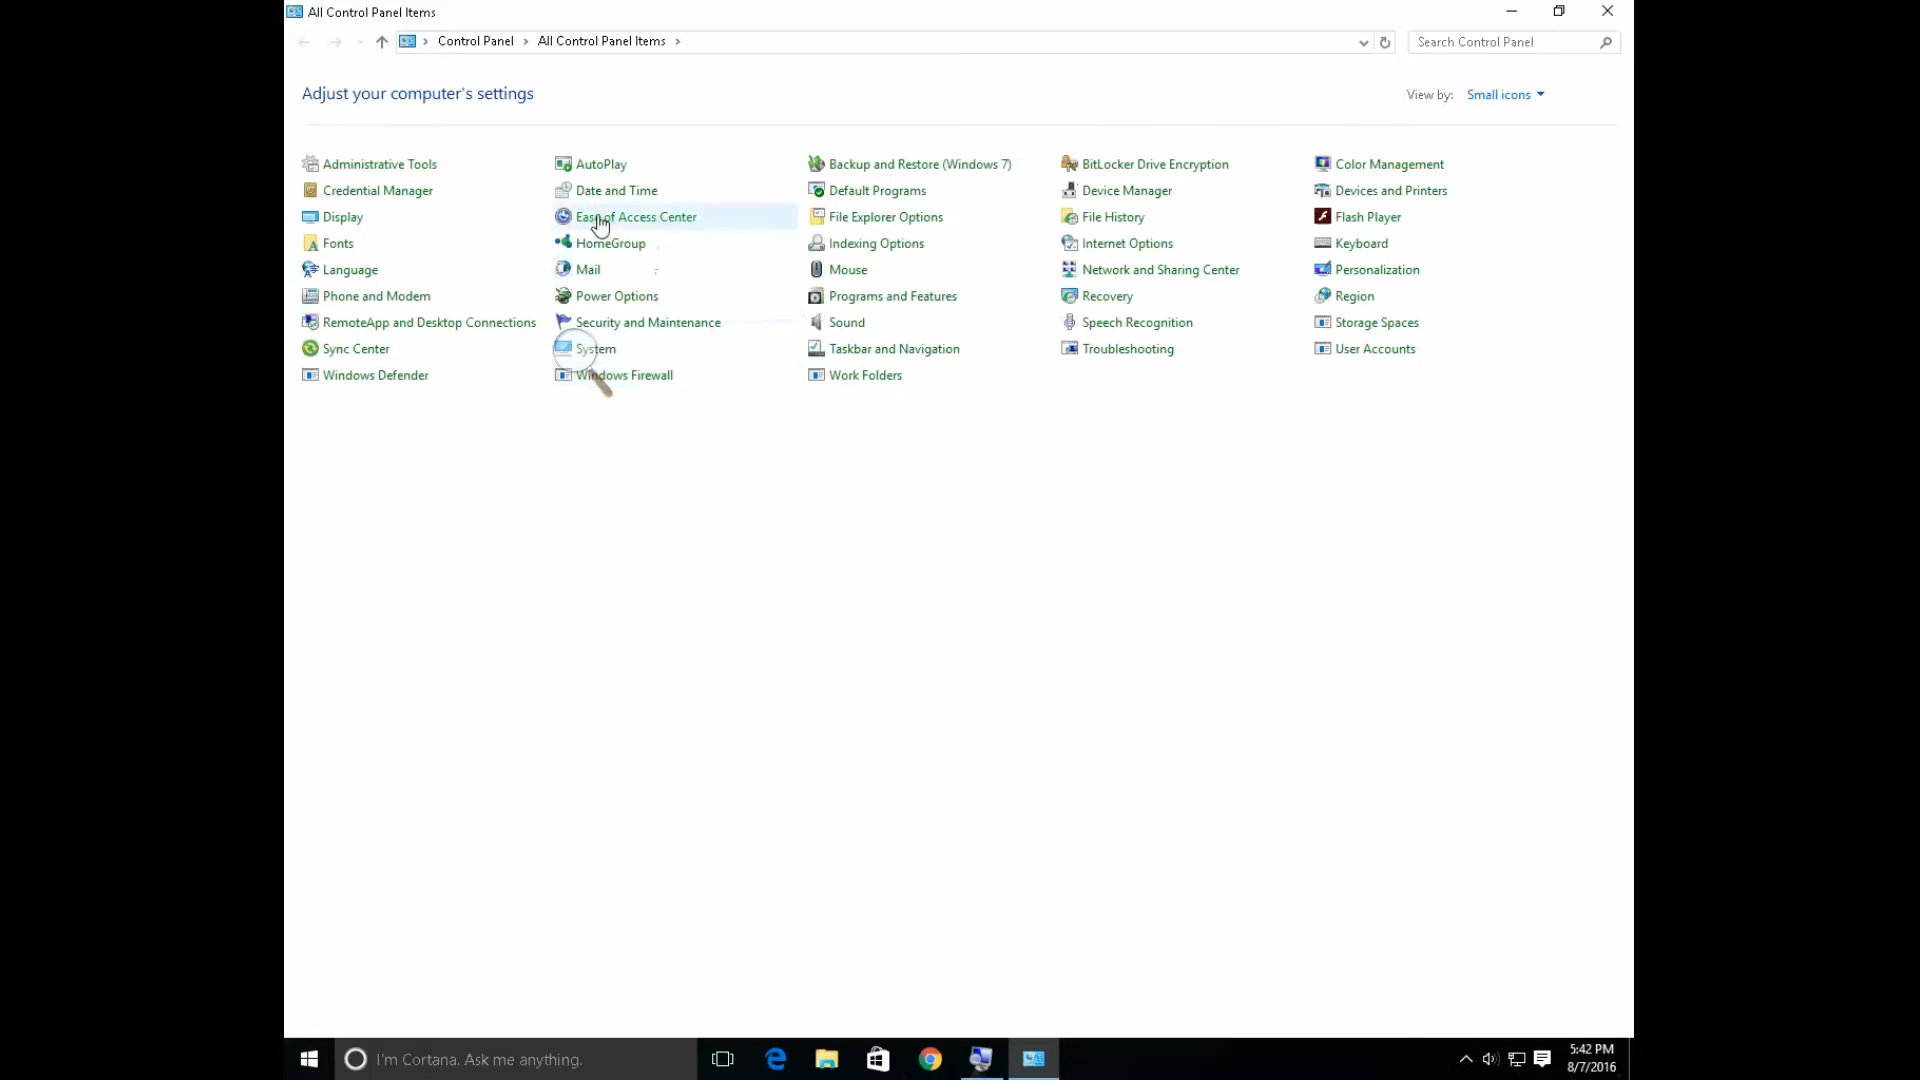 All Control Panel Items
Control Panel All Control Panel Items
Search Control Panel
Adjust your computer's settings
View by: Small icons
Administrative Tools AutoPlay Backup and Restore (Windows 7) BitLocker Drive Encryption Color Management
Credential Manager Date and Time Default Programs Device Manager Devices and Printers
Display Ease of Access Center File Explorer Options File History Flash Player
Fonts HomeGroup Indexing Options Internet Options Keyboard
Language Mail Mouse Network and Sharing Center Personalization
Phone and Modem Power Options Programs and Features Recovery Region
RemoteApp and Desktop Connections Security and Maintenance Sound Speech Recognition Storage Spaces
Sync Center System Taskbar and Navigation Troubleshooting User Accounts
Windows Defender Windows Firewall Work Folders
I'm Cortana. Ask me anything.
5:42 PM
8/7/2016